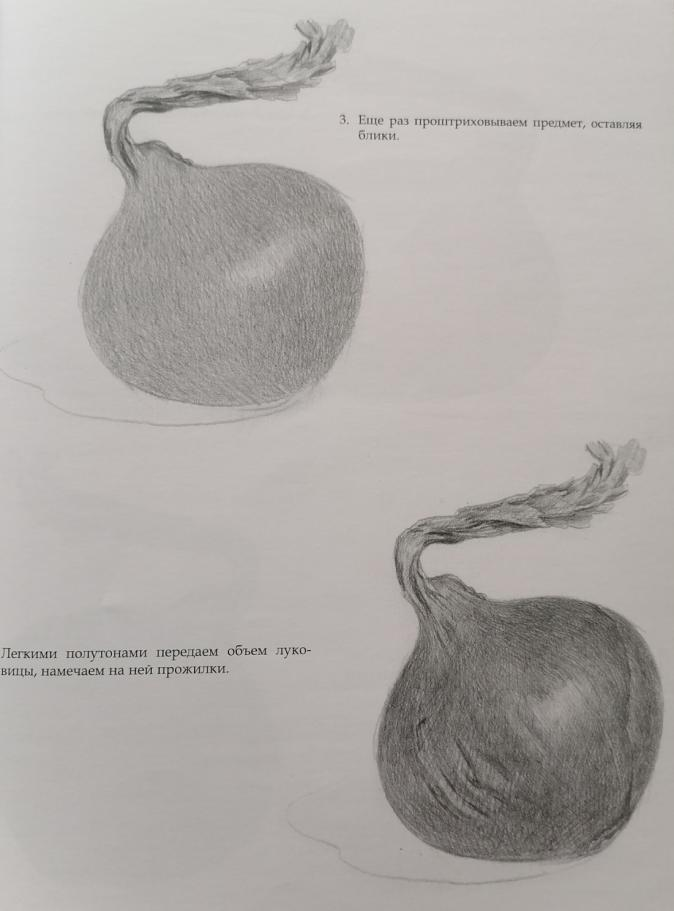 3. Еще раз проштриховываем предмет, оставляя
блики.
Легкими полутонами передаем объем луко-
вицы, намечаем на ней прожилки.